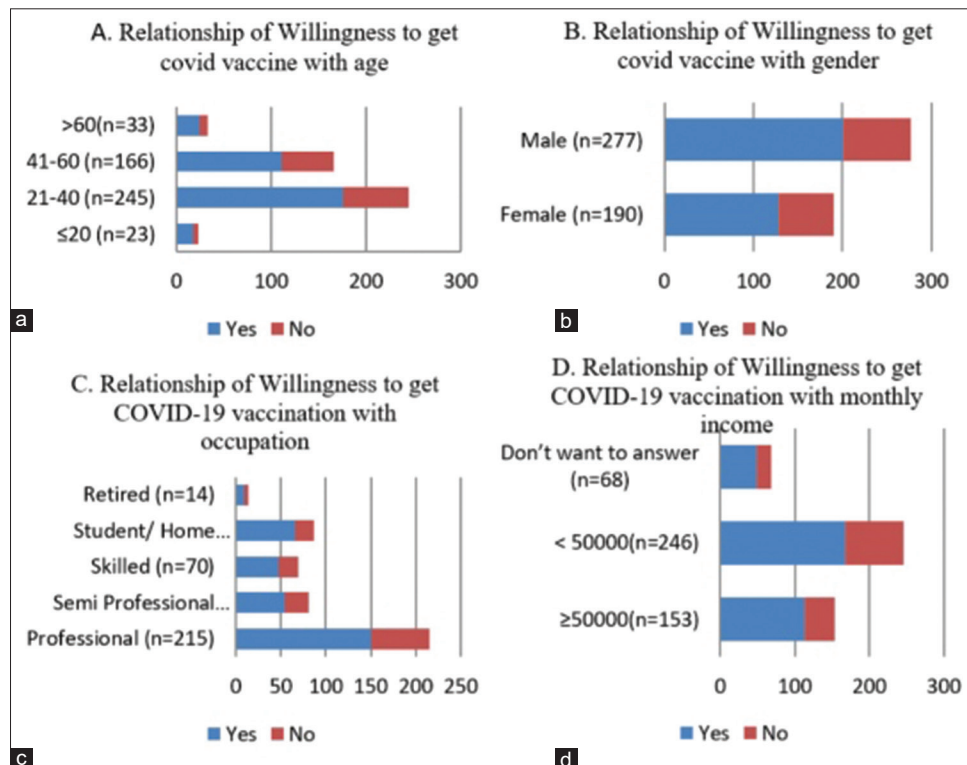 A. Relationship of Willingness to get
covid vaccine with age
>60(n=33)
41-60 (n=166)
21-40 (n=245)
≤20 (n=23)
0 100 200 300
Yes No
a
B. Relationship of Willingness to get
covid vaccine with gender
Male (n=277)
Female (n=190)
0 100 200 300
Yes No
b
C. Relationship of Willingness to get
COVID-19 vaccination with
occupation
Retired (n=14)
Student/ Home...
Skilled (n=70)
Semi Professional...
Professional (n=215)
0 50 100 150 200 250
Yes No
c
D. Relationship of Willingness to get
COVID-19 vaccination with monthly
income
Don't want to answer
(n=68)
< 50000(n=246)
≥50000(n=153)
0 100 200 300
Yes No
d